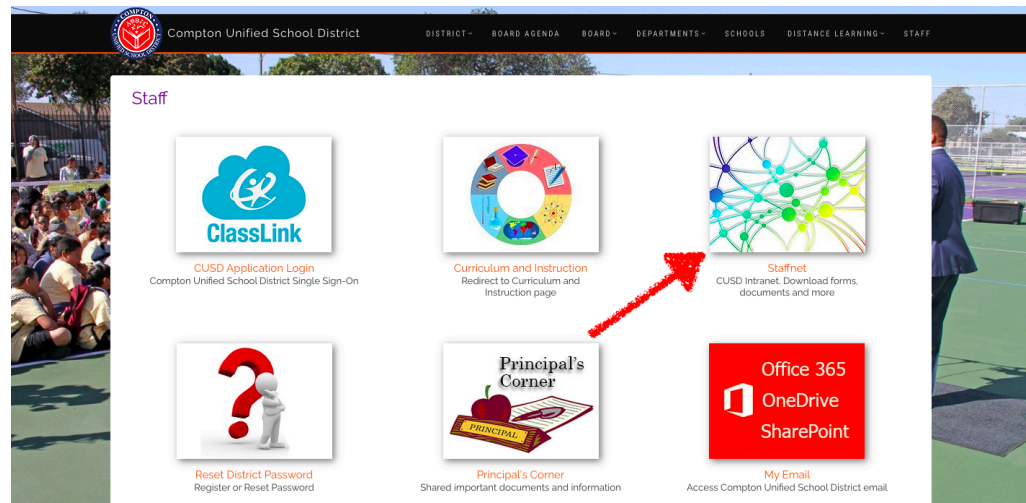 COMPTON
Compton Unified School District
DISTRICT
BOARD AGENDA
BOARD
DEPARTMENTS
SCHOOLS
DISTANCE LEARNING
STAFF
Staff
ClassLink
CUSD Application Login
Compton Unified School District Single Sign-On
Curriculum and Instruction
Redirect to Curriculum and
Instruction page
Staffnet
CUSD Intranet. Download forms,
documents and more
Reset District Password
Register or Reset Password
Principal's
Corner
PRINCIPAL
Principal's Corner
Shared important documents and information
Office 365
OneDrive
SharePoint
My Email
Access Compton Unified School District email